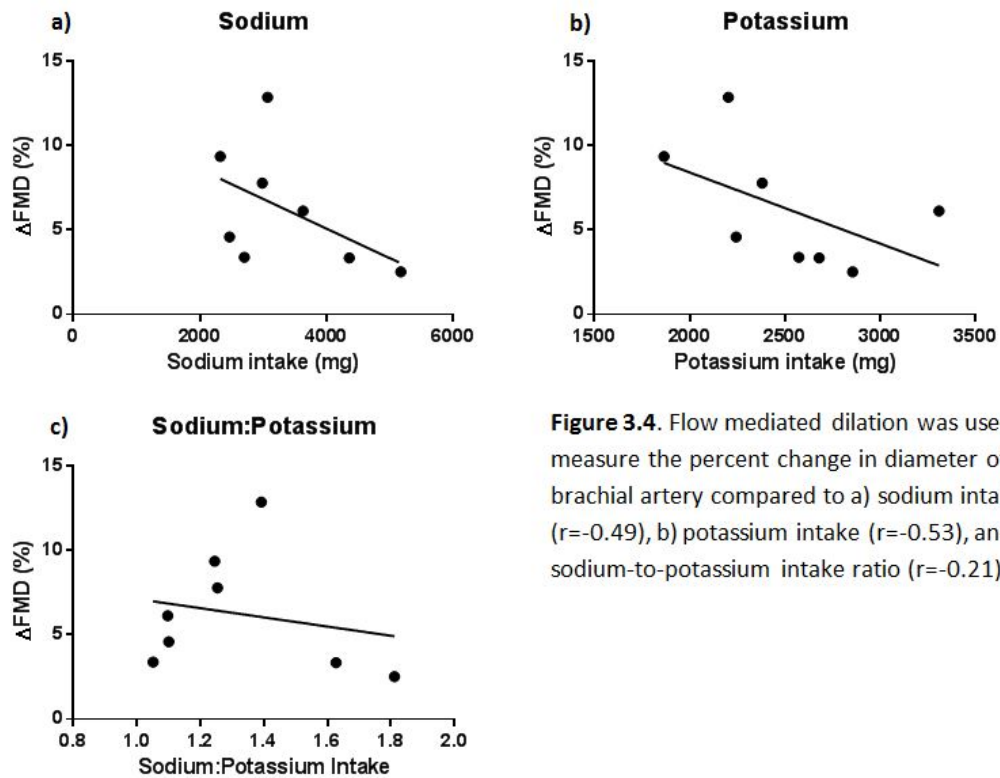 a) Sodium
15
10
5
0
ΔFMD (%)
0 2000 4000 6000
Sodium intake (mg)
b) Potassium
15
10
5
0
ΔFMD (%)
1500 2000 2500 3000 3500
Potassium intake (mg)
c) Sodium:Potassium
15
10
5
0
ΔFMD (%)
0.8 1.0 1.2 1.4 1.6 1.8 2.0
Sodium:Potassium Intake
Figure 3.4. Flow mediated dilation was use
measure the percent change in diameter o
brachial artery compared to a) sodium inta
(r=-0.49), b) potassium intake (r=-0.53), an
sodium-to-potassium intake ratio (r=-0.21)